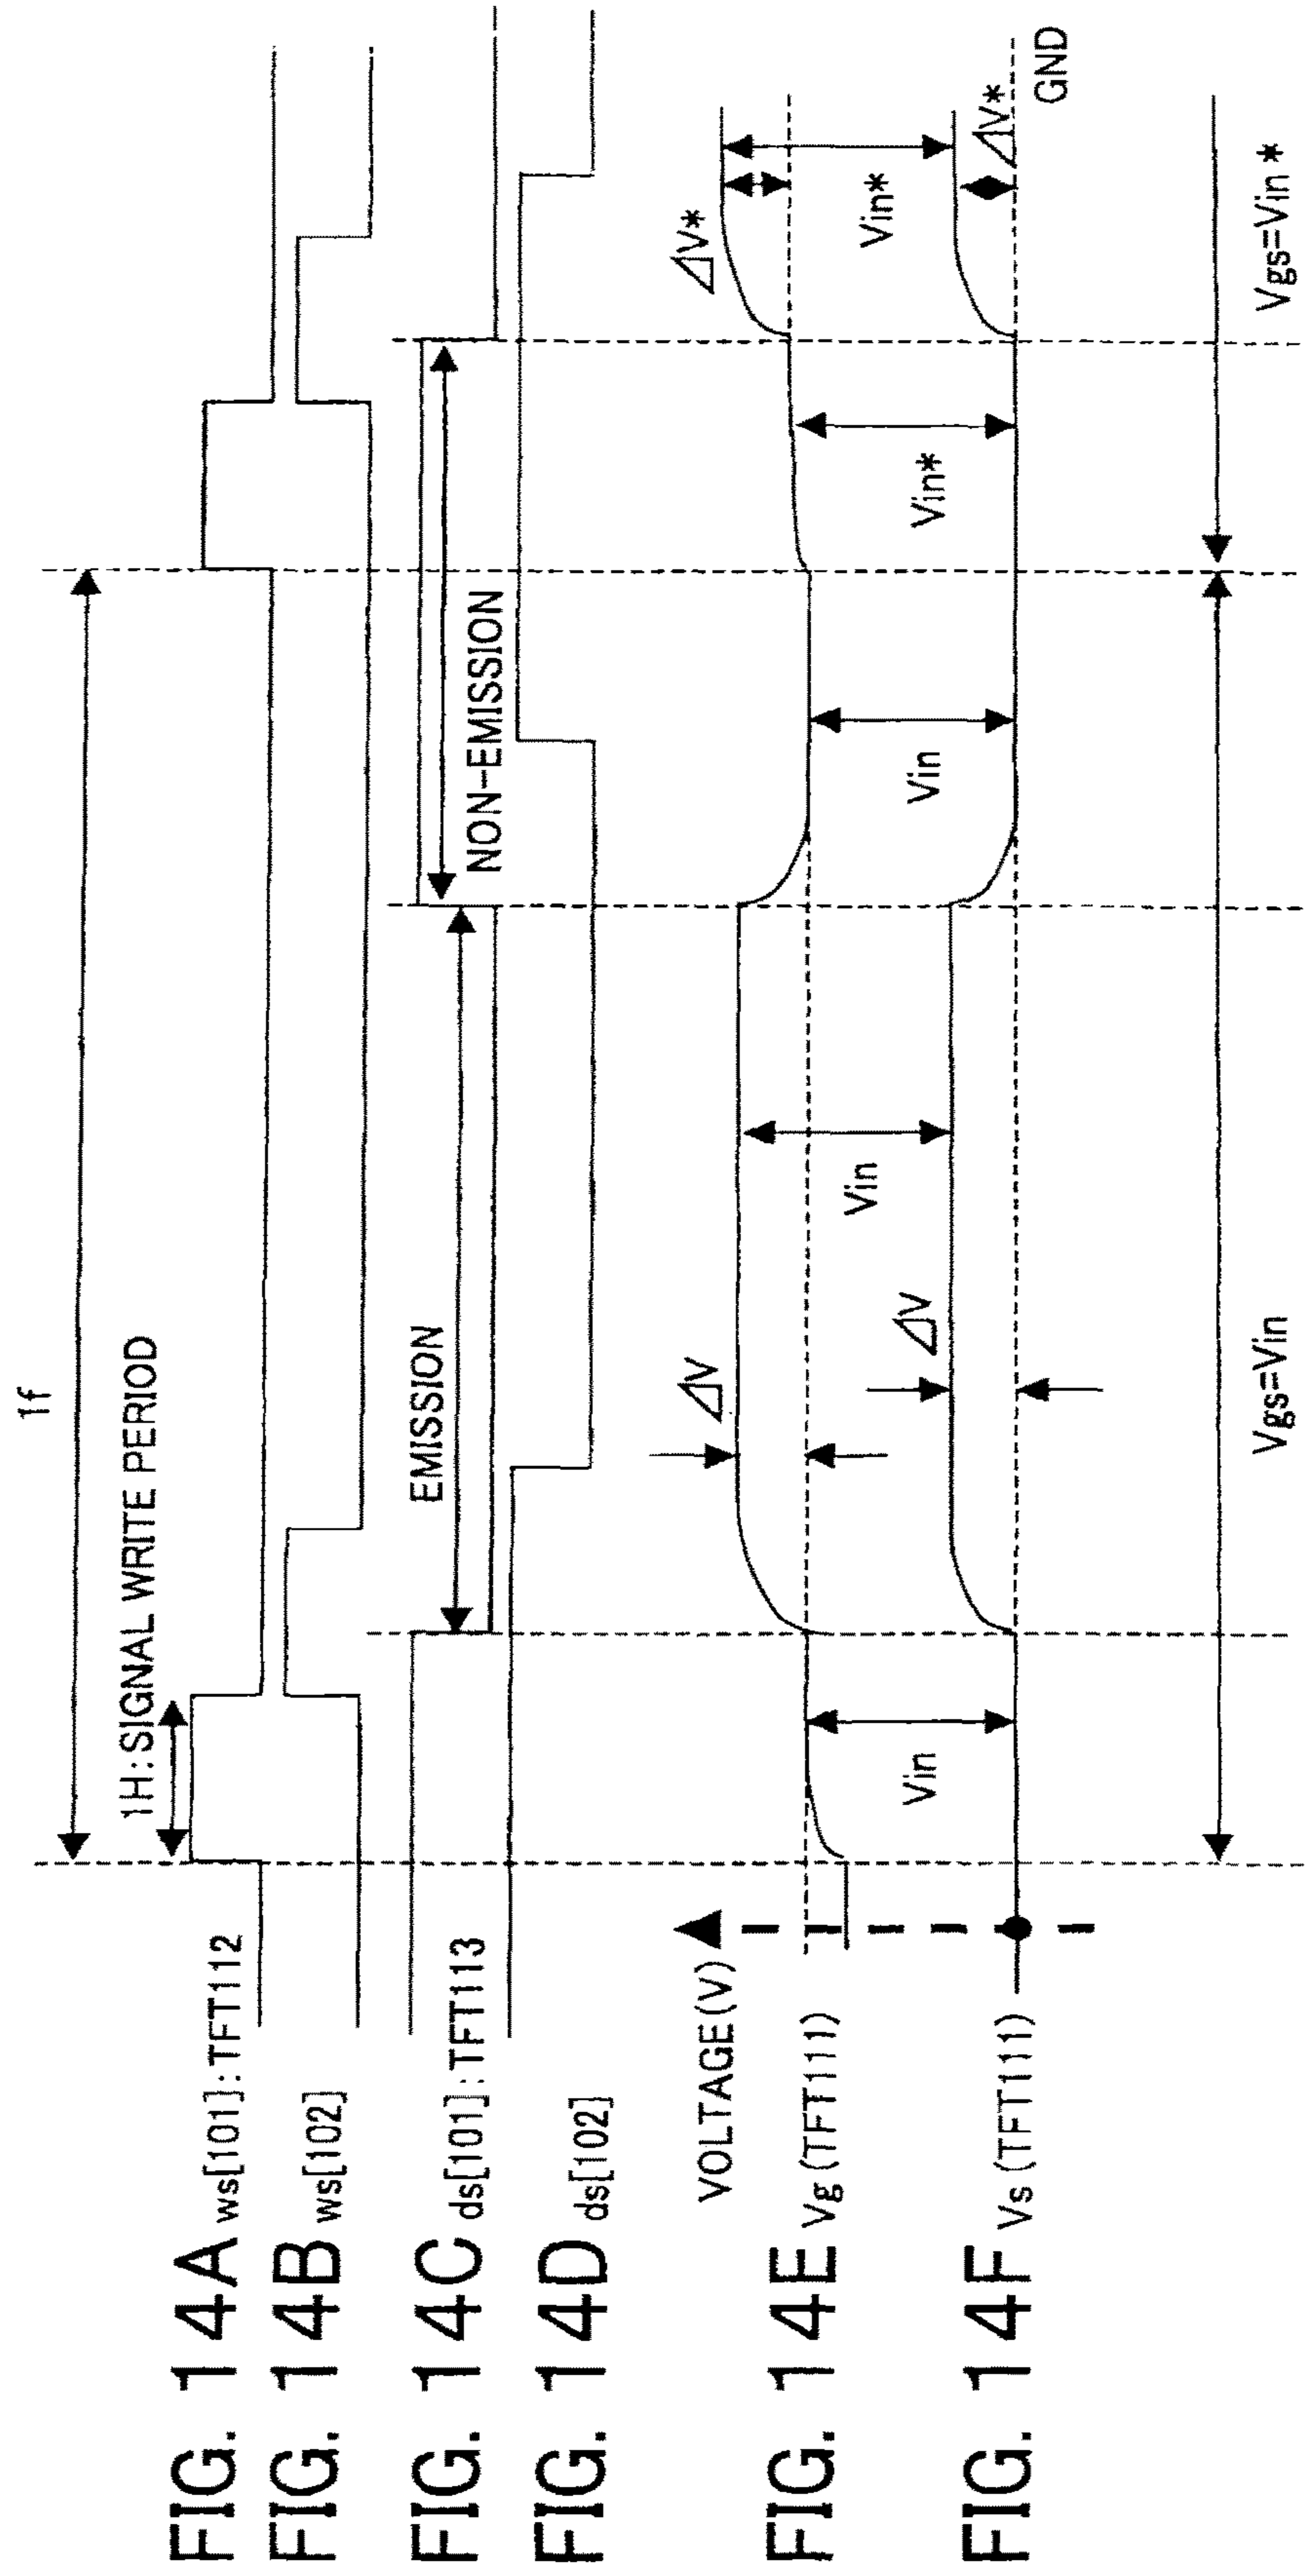 1f
1H:SIGNAL WRITE PERIOD
FIG. 14A ws[101]:TFT112
FIG. 14B ws[102]
EMISSION
NON-EMISSION
FIG. 14C ds[101]:TFT113
FIG. 14D ds[102]
VOLTAGE(V)
ΔV
ΔV*
FIG. 14E Vg (TFT111)
Vin
Vin
Vin
Vin*
Vin*
ΔV
ΔV*
FIG. 14F Vs (TFT111)
GND
Vgs=Vin
Vgs=Vin*